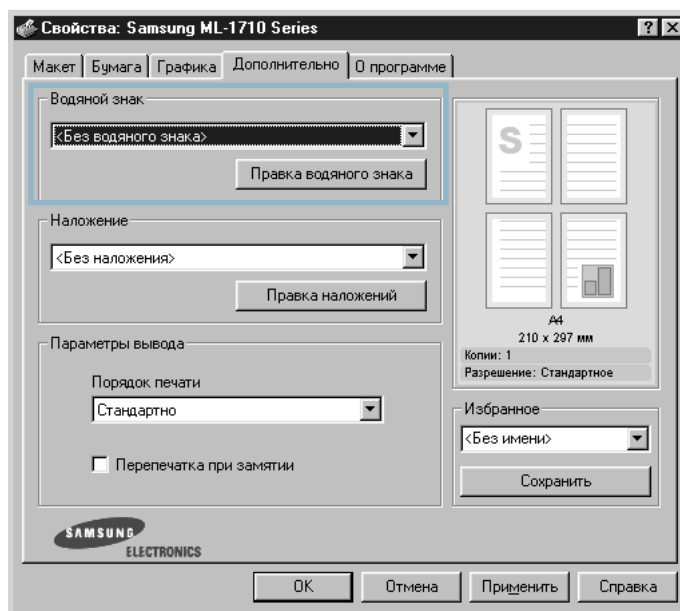 Свойства: Samsung ML-1710 Series
Макет Бумага Графика Дополнительно О программе
Водяной знак
<Без водяного знака>
Правка водяного знака
Наложение
<Без наложения>
Правка наложений
Параметры вывода
Порядок печати
Стандартно
Перепечатка при замятии
S
A4
210 x 297 мм
Копии: 1
Разрешение: Стандартное
Избранное
<Без имени>
Сохранить
SAMSUNG
ELECTRONICS
OK Отмена Применить Справка